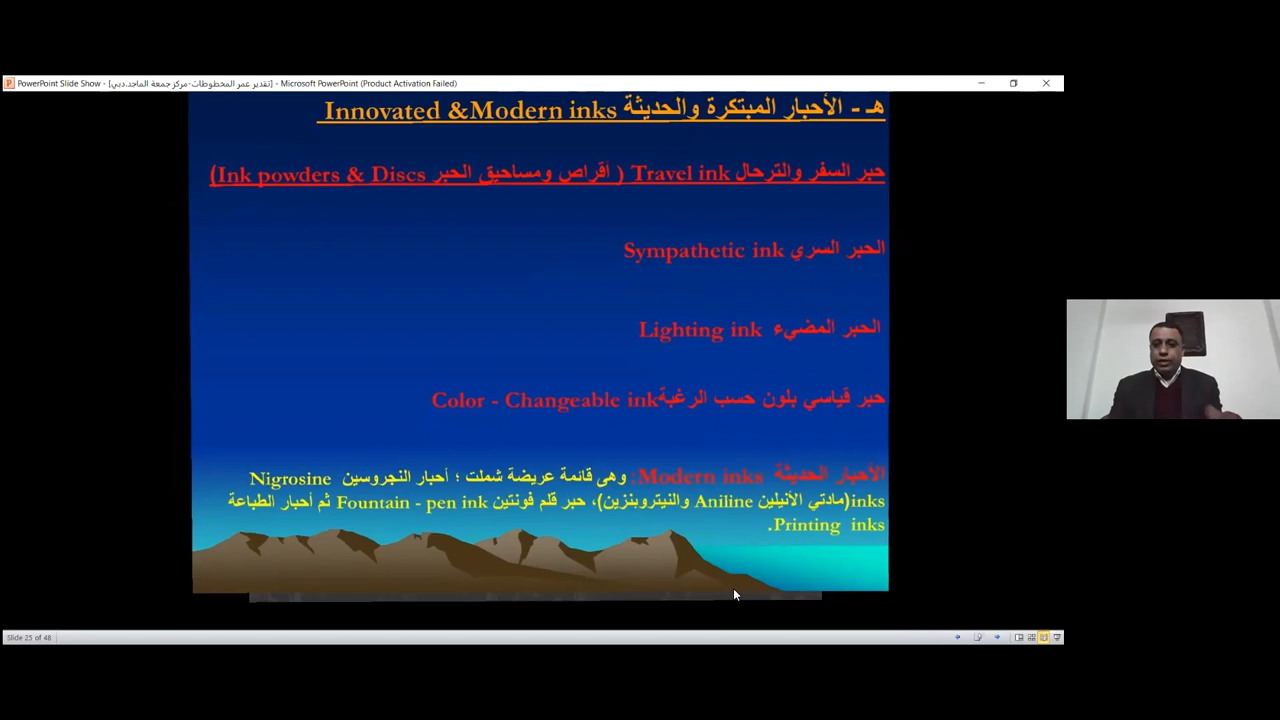 PowerPoint Slide Show - [تقدير عمر المخطوطات-مركز جمعة الماجد.دبي] - Microsoft PowerPoint (Product Activation Failed)
هـ - الأحبار المبتكرة والحديثة Innovated &Modern inks
حبر السفر والترحال Travel ink ( أقراص ومساحيق الحبر Ink powders & Discs)
الحبر السري Sympathetic ink
الحبر المضيء Lighting ink
حبر قياسي بلون حسب الرغبةColor - Changeable ink
الأحبار الحديثة Modern inks: وهى قائمة عريضة شملت ؛ أحبار النجروسين Nigrosine
inks(مادتي الأنيلين Aniline والنيتروبنزين)، حبر قلم فونتين Fountain - pen ink ثم أحبار الطباعة
Printing inks.
Slide 25 of 48